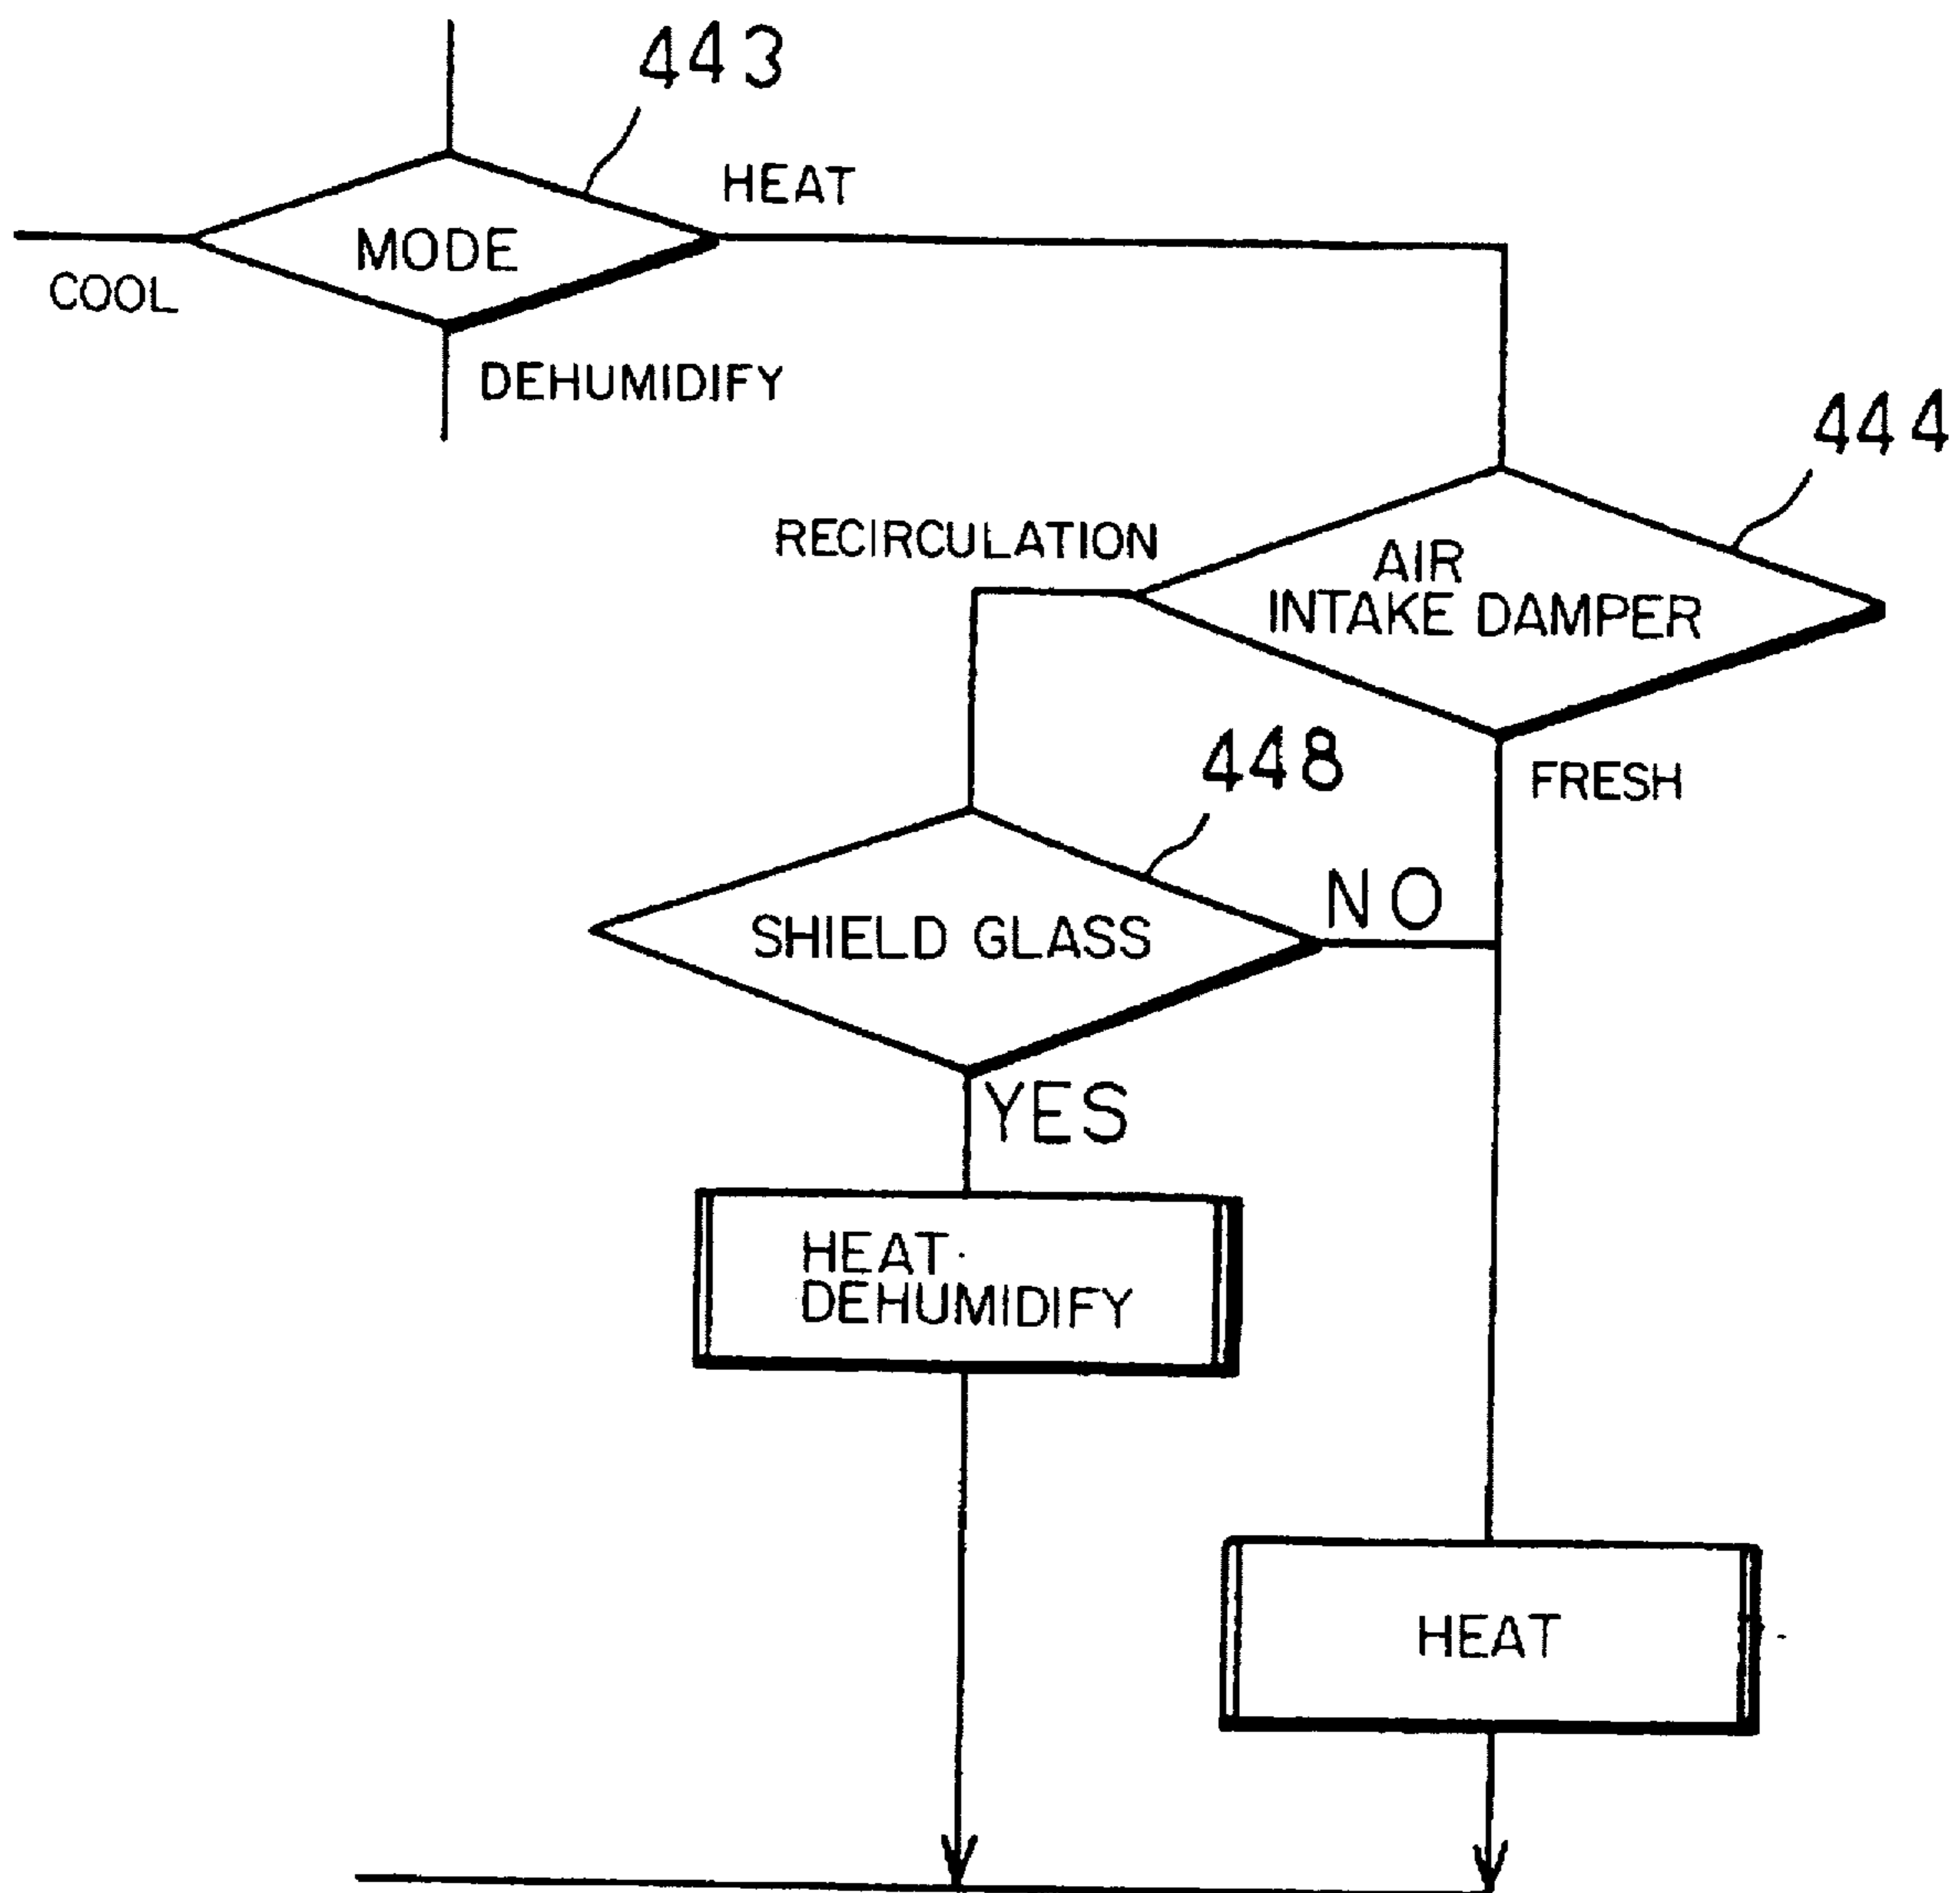 443
HEAT
MODE
COOL
DEHUMIDIFY
444
RECIRCULATION
AIR
INTAKE DAMPER
448
FRESH
NO
SHIELD GLASS
YES
HEAT·
DEHUMIDIFY
HEAT